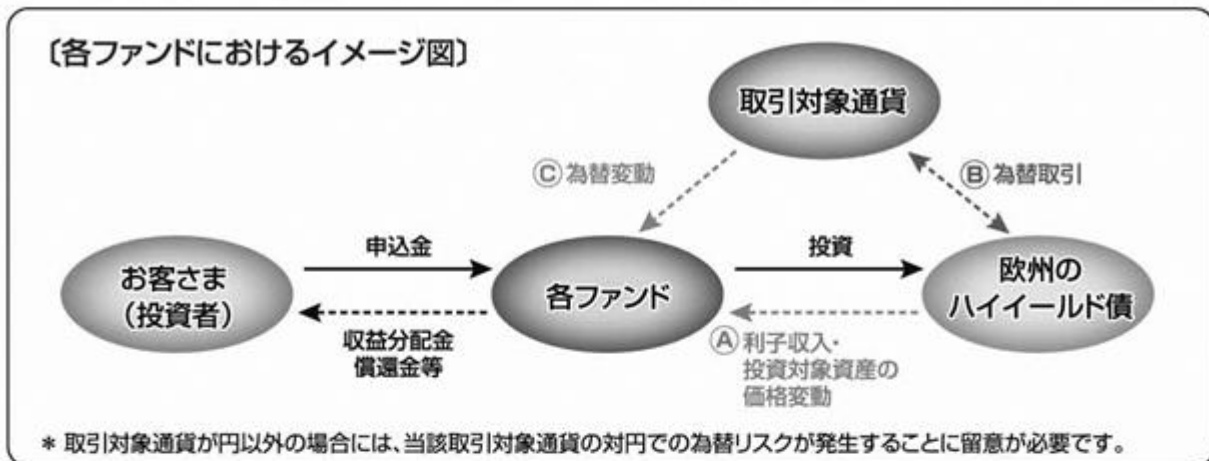 〔各ファンドにおけるイメージ図〕
取引対象通貨
Ⓒ為替変動
Ⓑ為替取引
申込金
投資
お客さま
(投資者)
各ファンド
欧州の
ハイイールド債
収益分配金
償還金等
Ⓐ利子収入・
投資対象資産の
価格変動
* 取引対象通貨が円以外の場合には、当該取引対象通貨の対円での為替リスクが発生することに留意が必要です。